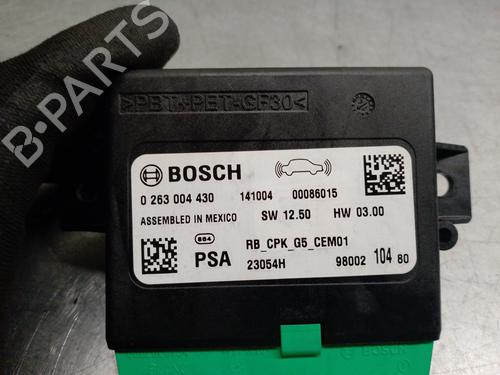 >PBT+PET-GF30<
BOSCH
0 263 004 430 141004 00086015
ASSEMBLED IN MEXICO SW 12.50 HW 03.00
RB_CPK_G5_CEM01
PSA 23054H 98002 104 80
BOSCH
B-PARTS